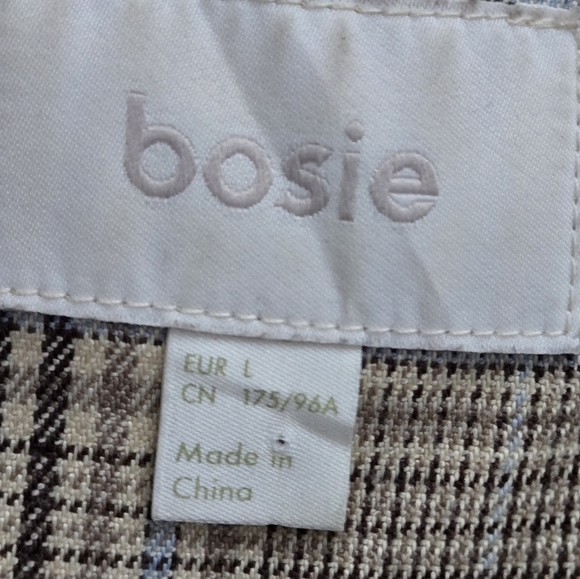 bosie
EUR L
CN 175/96A
Made in
China